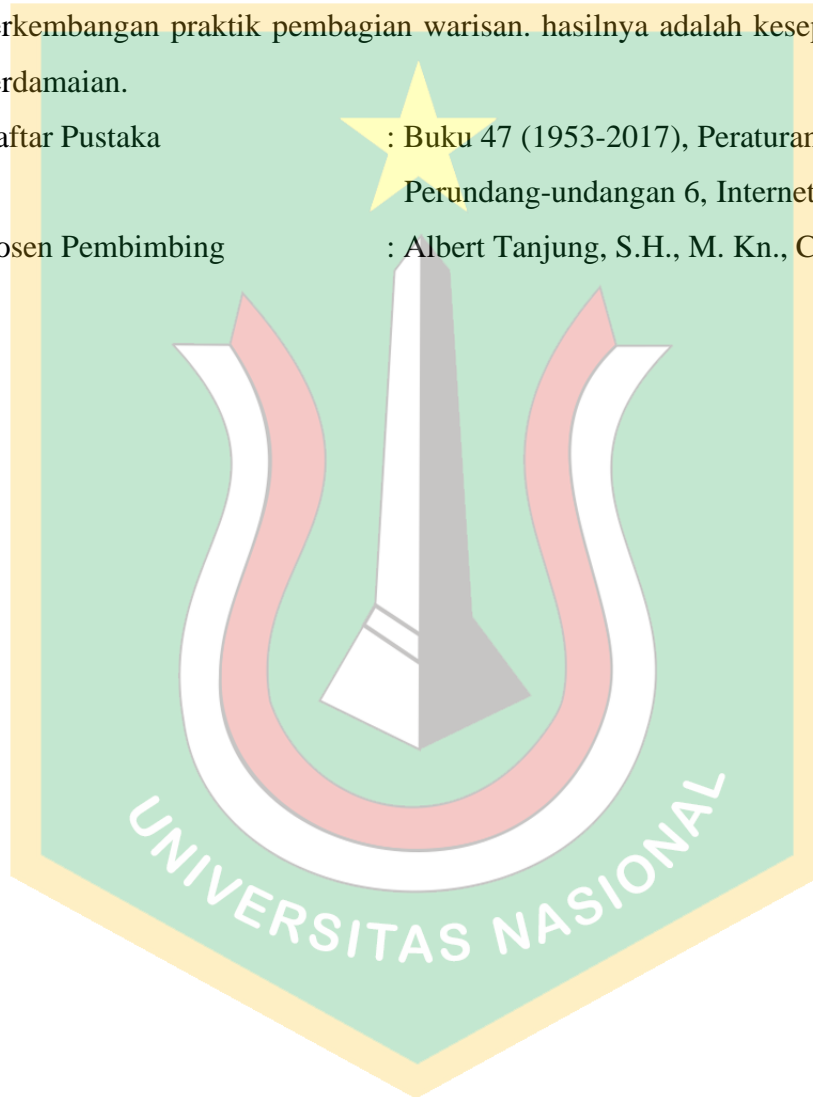 erkembangan praktik pembagian warisan. hasilnya adalah kesep
erdamaian.
aftar Pustaka : Buku 47 (1953-2017), Peraturan
Perundang-undangan 6, Internet
osen Pembimbing : Albert Tanjung, S.H., M. Kn., C
UNIVERSITAS NASIONAL